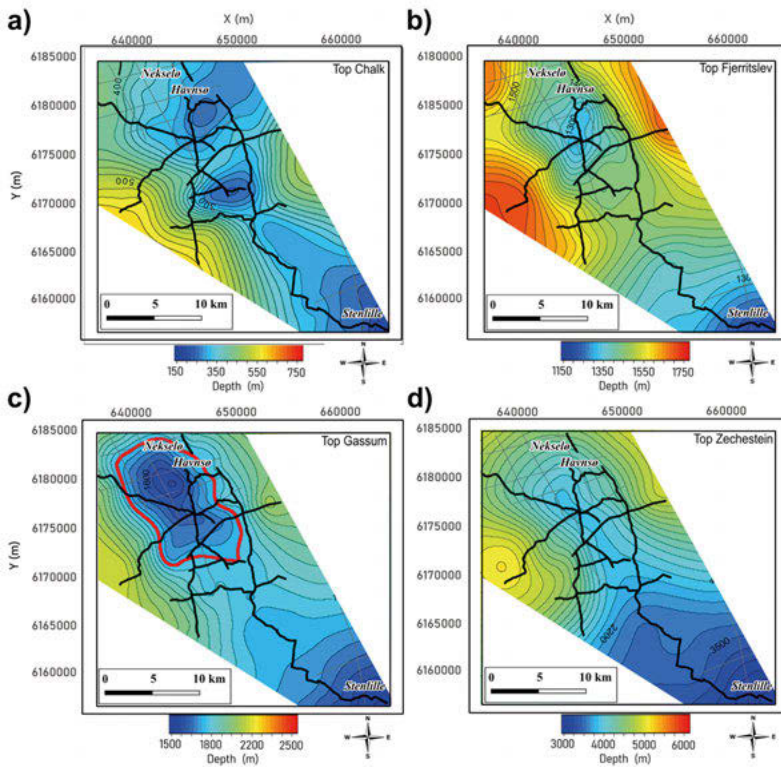 a)
b)
X (m)
X (m)
640000 650000 660000
640000 650000 660000
6185000
6180000
6175000
6170000
6165000
6160000
Y (m)
Top Chalk
Nekselø
Havnsø
400
500
500
Stenlille
0 5 10 km
150 350 550 750
Depth (m)
N
W E
S
6185000
6180000
6175000
6170000
6165000
6160000
Top Fjerritslev
Nekselø
Havnsø
1500
1300
130
Stenlille
0 5 10 km
1150 1350 1550 1750
Depth (m)
N
W E
S
c)
d)
640000 650000 660000
640000 650000 660000
6185000
6180000
6175000
6170000
6165000
6160000
Y (m)
Top Gassum
Nekselø
Havnsø
1600
Stenlille
0 5 10 km
1500 1800 2200 2500
Depth (m)
N
W E
S
6185000
6180000
6175000
6170000
6165000
6160000
Top Zechestein
Nekselø
Havnsø
2200
3500
Stenlille
0 5 10 km
3000 4000 5000 6000
Depth (m)
N
W E
S